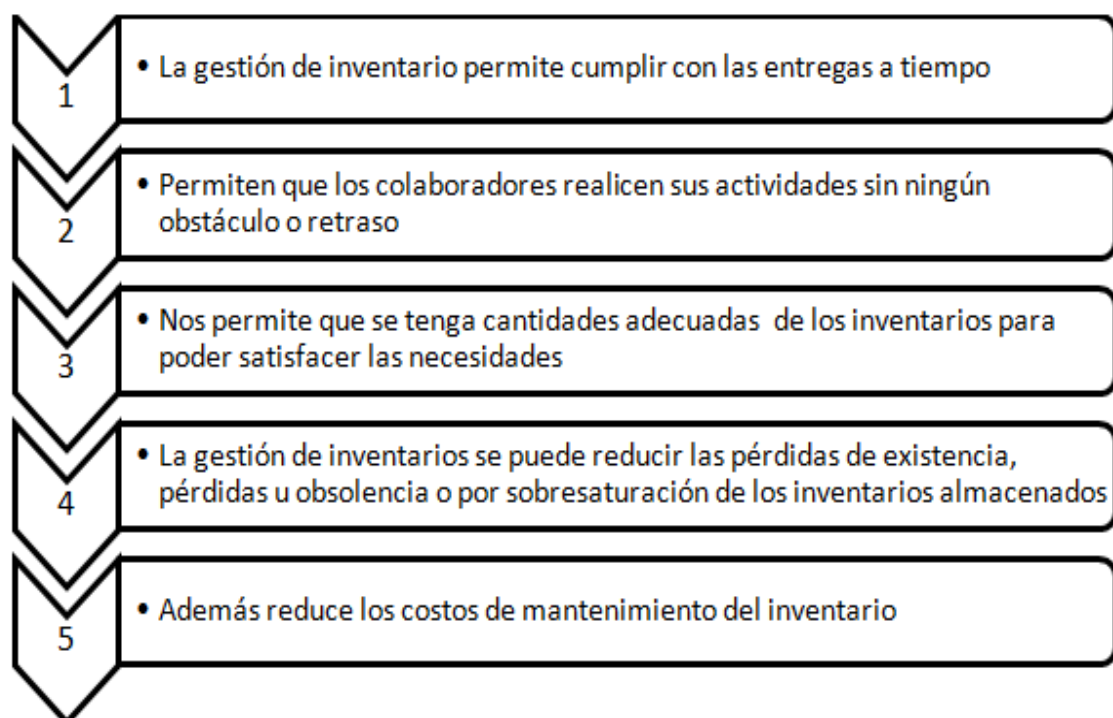 1
• La gestión de inventario permite cumplir con las entregas a tiempo
2
• Permiten que los colaboradores realicen sus actividades sin ningún
obstáculo o retraso
3
• Nos permite que se tenga cantidades adecuadas de los inventarios para
poder satisfacer las necesidades
4
• La gestión de inventarios se puede reducir las pérdidas de existencia,
pérdidas u obsolencia o por sobresaturación de los inventarios almacenados
5
• Además reduce los costos de mantenimiento del inventario